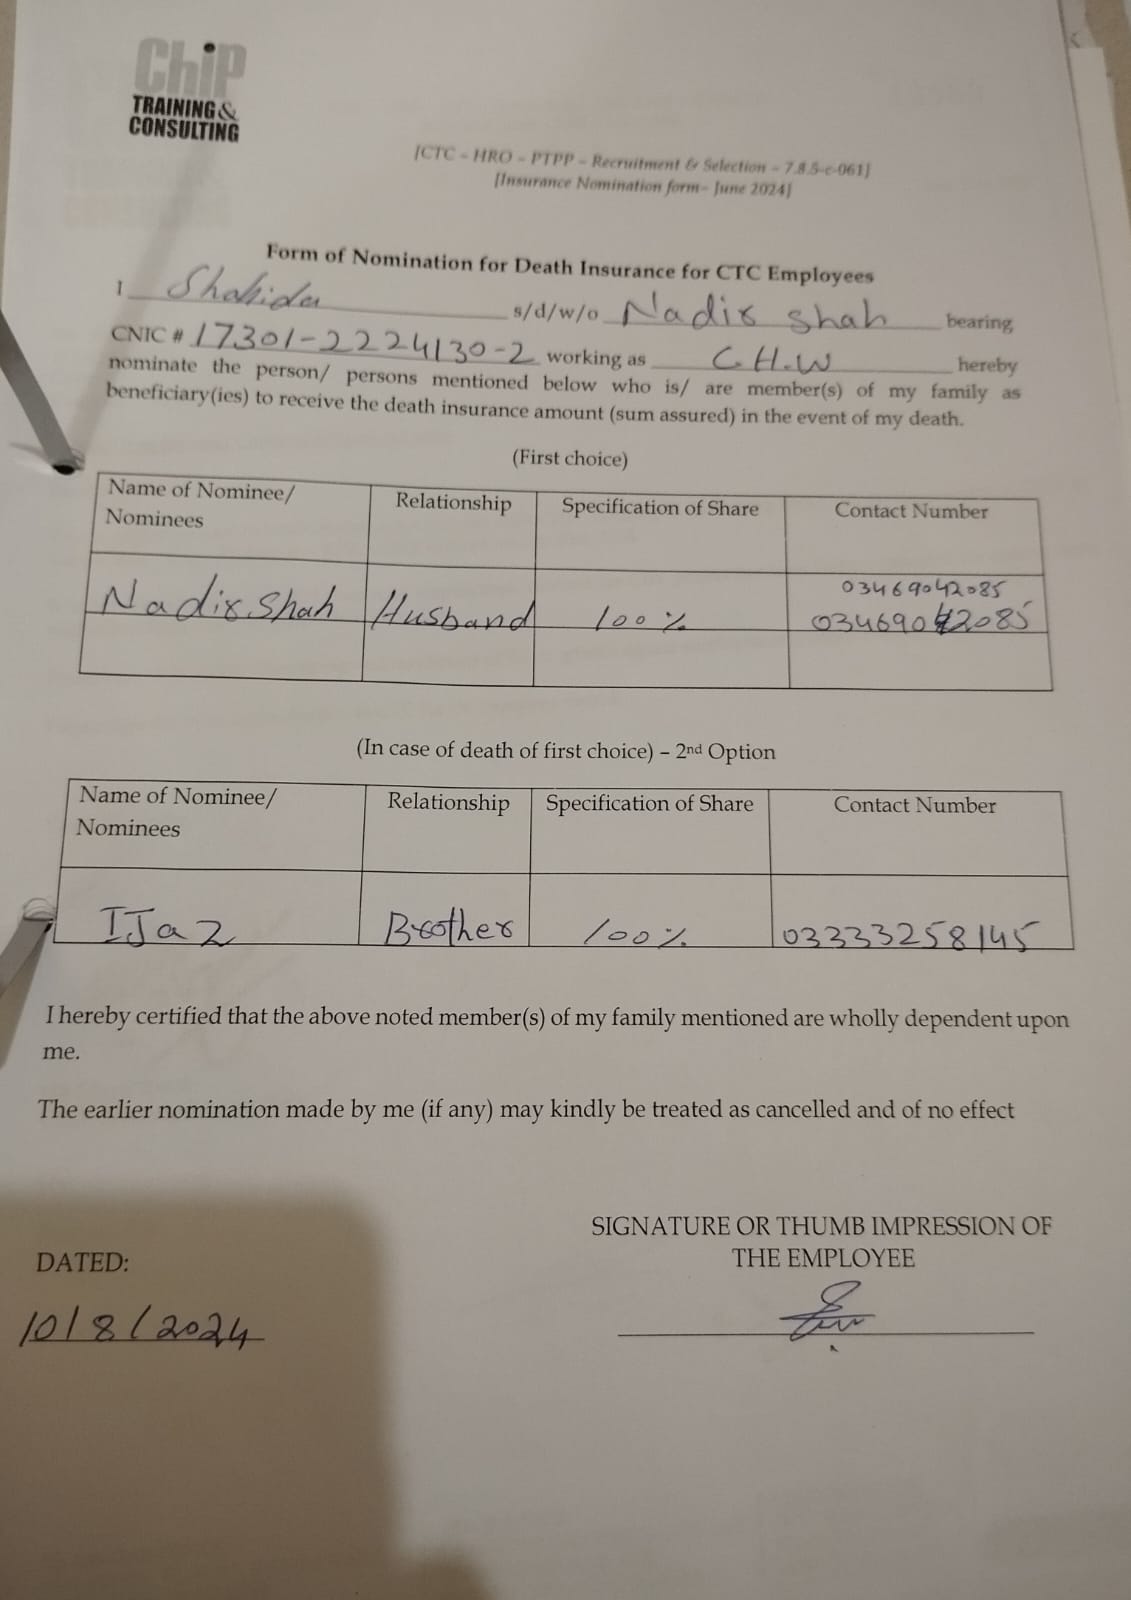 ChiP
TRAINING &
CONSULTING
[CTC – HRO – PTPP – Recruitment & Selection – 7.8.5-c-061]
[Insurance Nomination form– June 2024]
Form of Nomination for Death Insurance for CTC Employees
I Shahida s/d/w/o Nadir shah bearing
CNIC # 17301-2224130-2 working as C.H.W hereby
nominate the person/ persons mentioned below who is/ are member(s) of my family as
beneficiary(ies) to receive the death insurance amount (sum assured) in the event of my death.
(First choice)
Name of Nominee/ Relationship Specification of Share Contact Number
Nominees
03469042085
Nadir Shah Husband 100% 03469042085
(In case of death of first choice) – 2nd Option
Name of Nominee/ Relationship Specification of Share Contact Number
Nominees
IJaz Brother 100% 03333258145
I hereby certified that the above noted member(s) of my family mentioned are wholly dependent upon
me.
The earlier nomination made by me (if any) may kindly be treated as cancelled and of no effect
SIGNATURE OR THUMB IMPRESSION OF
THE EMPLOYEE
DATED:
10/8/2024